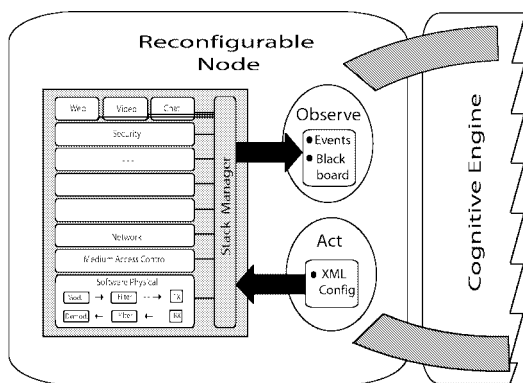 Reconfigurable
Node
Web Video Chat
Security
- - -
Network
Medium Access Control
Software Physical
Mod. Filter TX
Demod. Filter RX
Stack Manager
Observe
• Events
• Black
board
Act
• XML
Config
Cognitive Engine